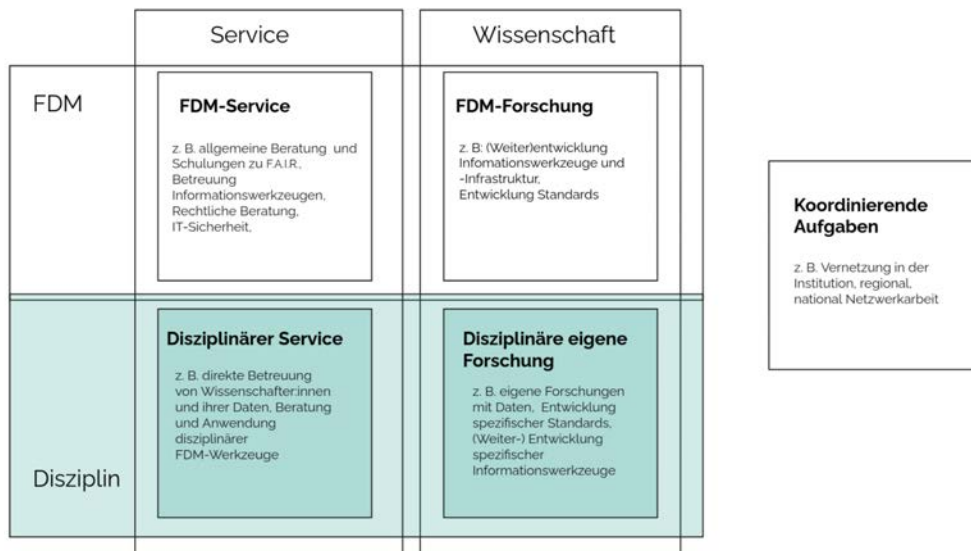 Service
Wissenschaft
FDM
FDM-Service
z. B. allgemeine Beratung und
Schulungen zu F.A.I.R.,
Betreuung
Informationswerkzeugen,
Rechtliche Beratung,
IT-Sicherheit,
FDM-Forschung
z. B: (Weiter)entwicklung
Infomationswerkzeuge und
-Infrastruktur,
Entwicklung Standards
Koordinierende
Aufgaben
z. B. Vernetzung in der
Institution, regional,
national Netzwerkarbeit
Disziplin
Disziplinärer Service
z. B. direkte Betreuung
von Wissenschafter:innen
und ihrer Daten, Beratung
und Anwendung
disziplinärer
FDM-Werkzeuge
Disziplinäre eigene
Forschung
z. B. eigene Forschungen
mit Daten, Entwicklung
spezifischer Standards,
(Weiter-) Entwicklung
spezifischer
Informationswerkzeuge